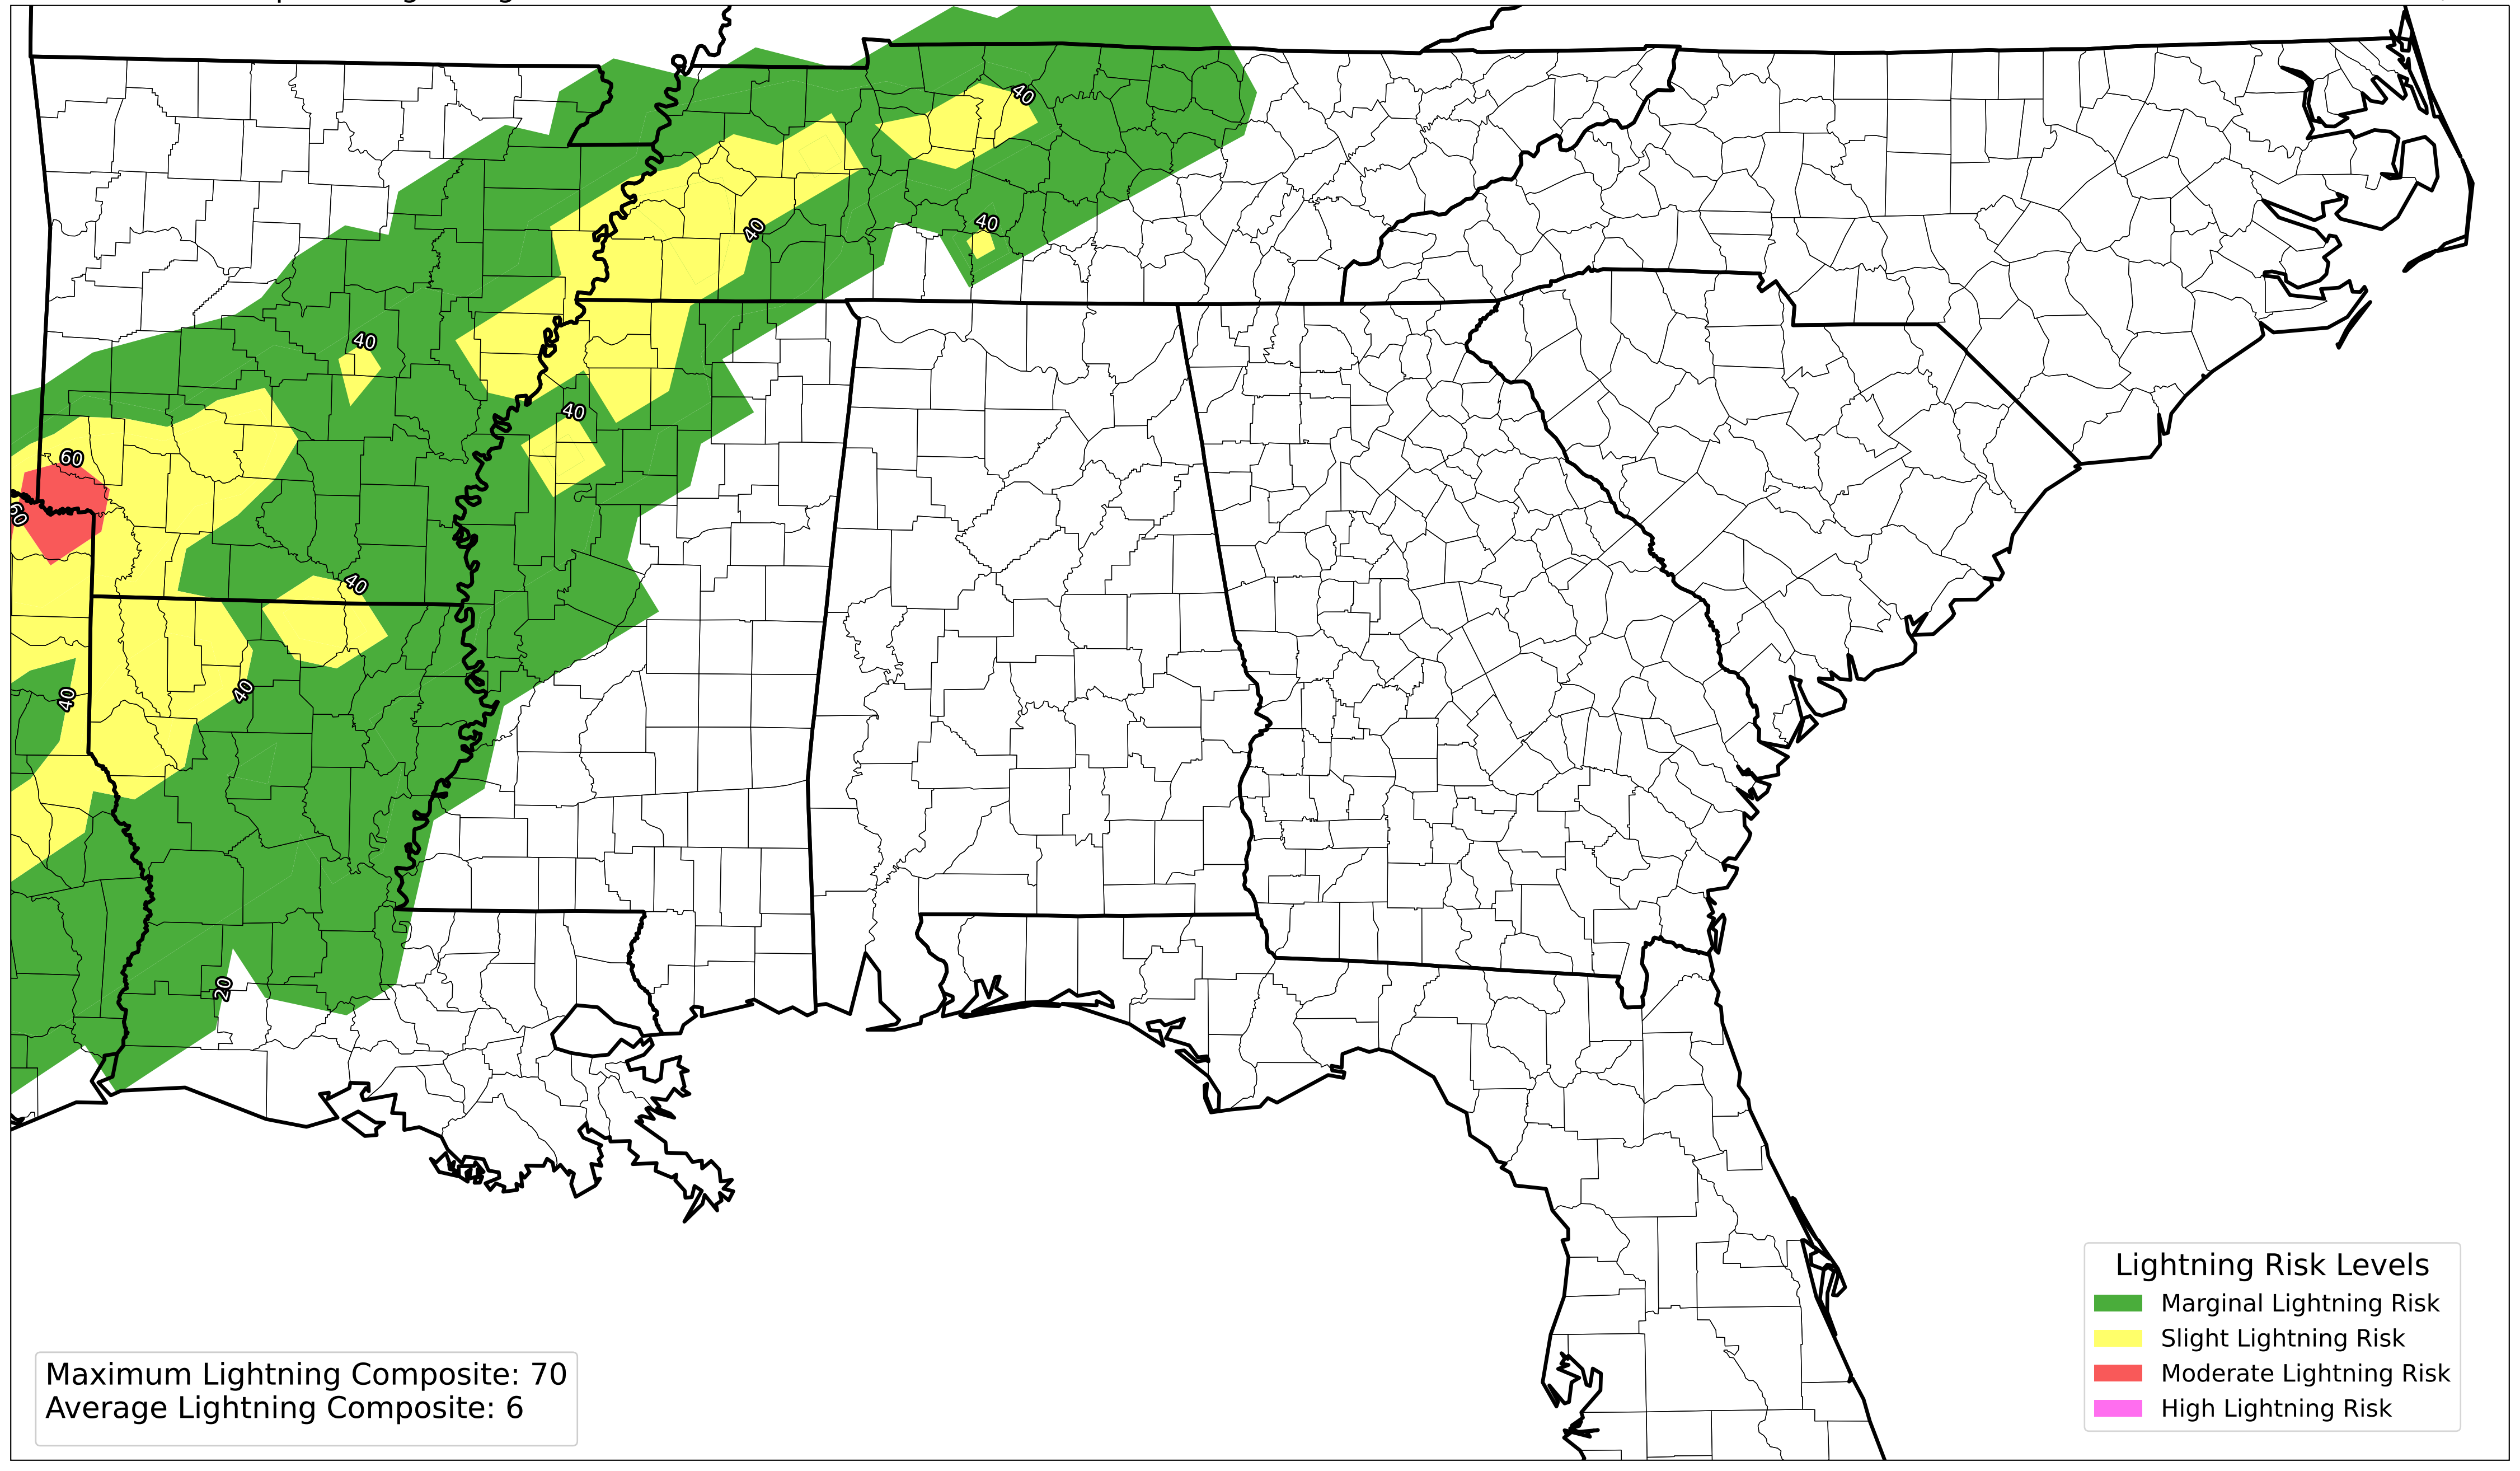 40
40
40
40
40
60
60
40
40
40
20
Lightning Risk Levels
Marginal Lightning Risk
Slight Lightning Risk
Moderate Lightning Risk
High Lightning Risk
Maximum Lightning Composite: 70
Average Lightning Composite: 6